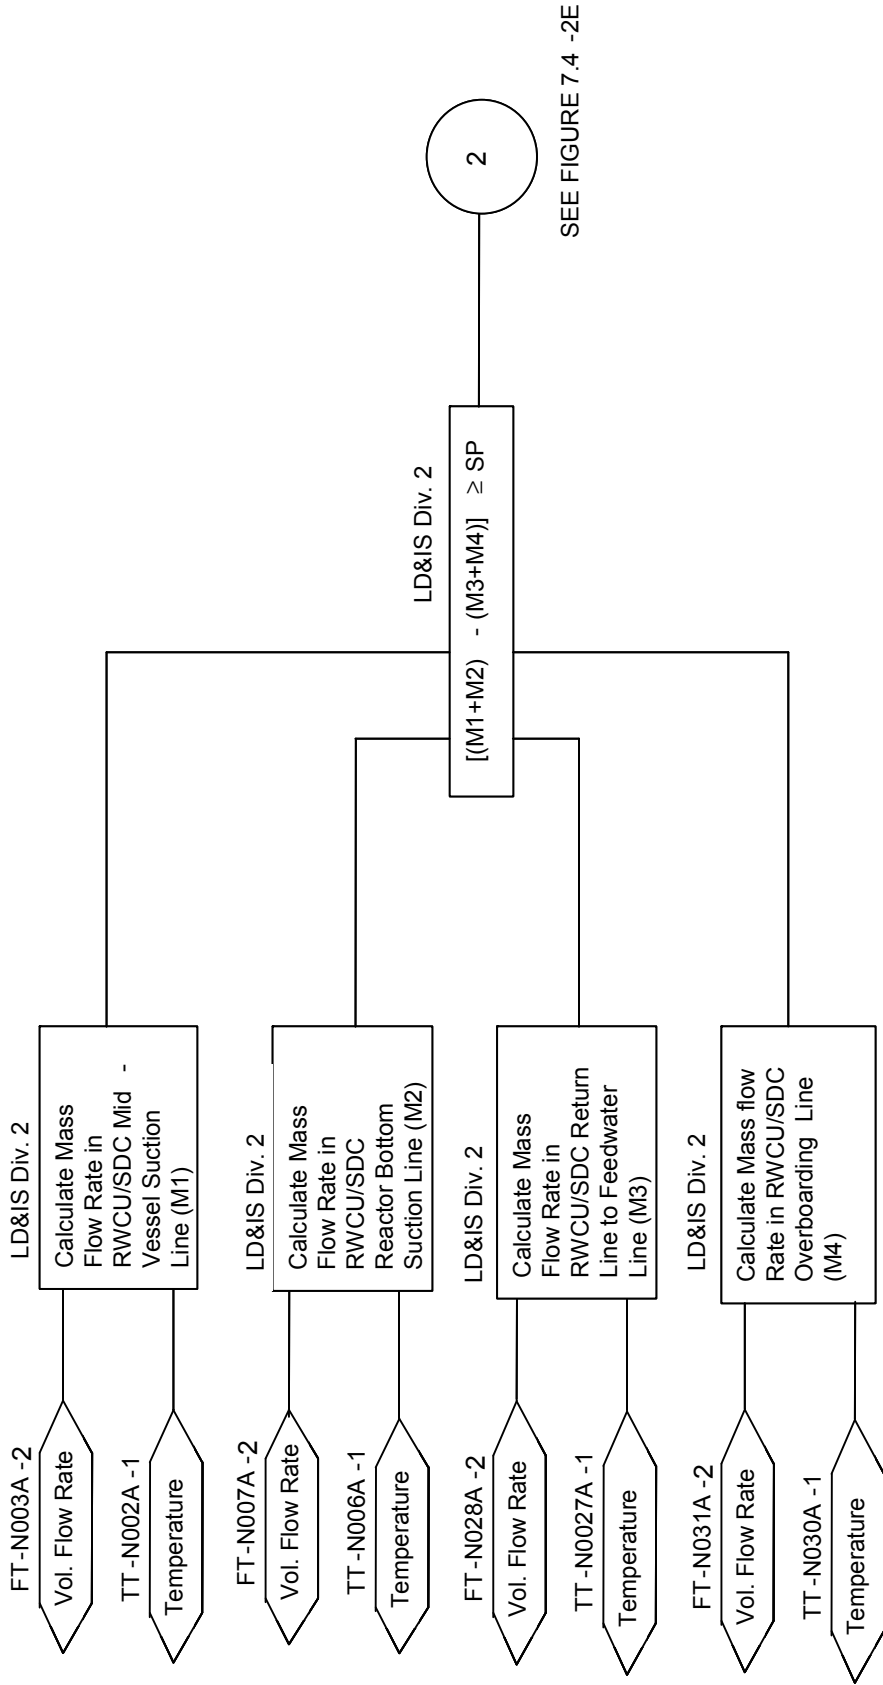 FT-N003A -2
Vol. Flow Rate
TT-N002A -1
Temperature
LD&IS Div. 2
Calculate Mass
Flow Rate in
RWCU/SDC Mid -
Vessel Suction
Line (M1)
FT-N007A -2
Vol. Flow Rate
TT-N006A -1
Temperature
LD&IS Div. 2
Calculate Mass
Flow Rate in
RWCU/SDC
Reactor Bottom
Suction Line (M2)
FT-N028A -2
Vol. Flow Rate
TT-N0027A -1
Temperature
LD&IS Div. 2
Calculate Mass
Flow Rate in
RWCU/SDC Return
Line to Feedwater
Line (M3)
FT-N031A -2
Vol. Flow Rate
TT-N030A -1
Temperature
LD&IS Div. 2
Calculate Mass flow
Rate in RWCU/SDC
Overboarding Line
(M4)
LD&IS Div. 2
[(M1+M2) - (M3+M4)] ≥ SP
2
SEE FIGURE 7.4 -2E